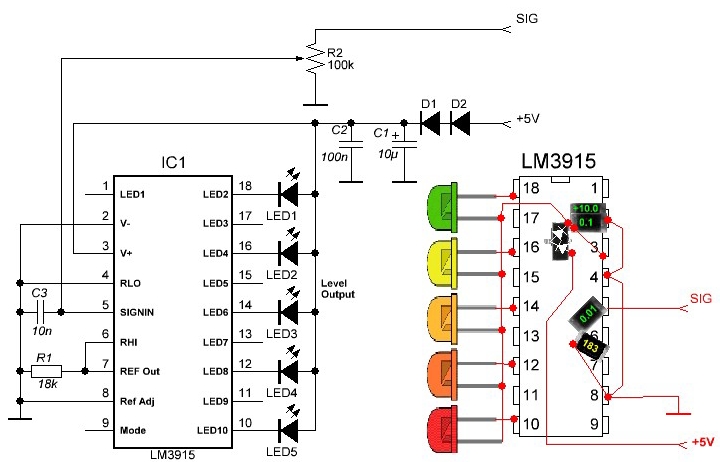 SIG
R2
100k
D1 D2
+5V
C2
100n
C1 +
10µ
IC1
1 LED1 LED2 18
LED1
2 V- LED3 17
3 V+ LED4 16
LED2
4 RLO LED5 15
Level
Output
C3
10n
5 SIGNIN LED6 14
LED3
6 RHI LED7 13
R1
18k
7 REF Out LED8 12
LED4
8 Ref Adj LED9 11
9 Mode LED10 10
LED5
LM3915
LM3915
18 1
+10.0
0.1
17
16 3
15 4
14
0.01
SIG
13 6
183
12 7
11 8
10 9
+5V